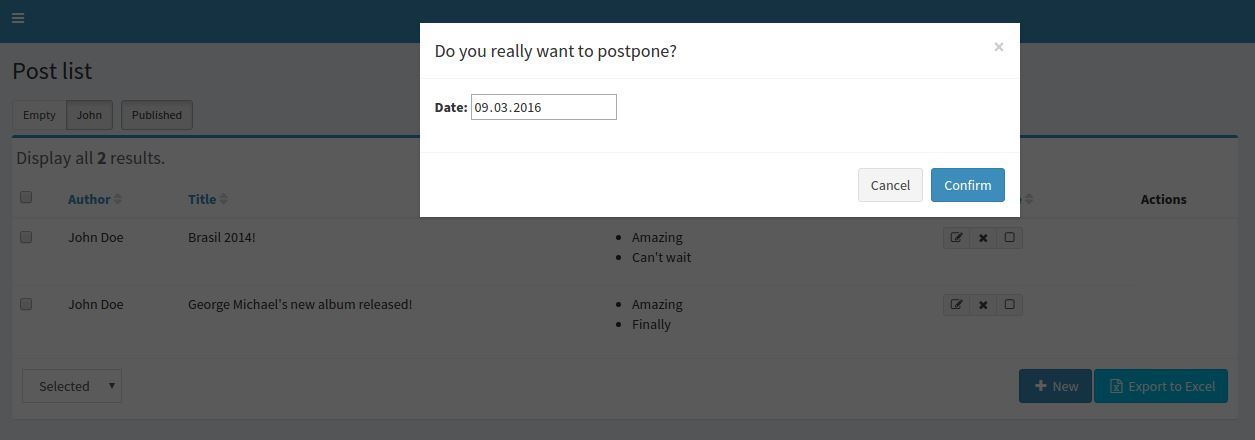 Do you really want to postpone? ×
Post list
Date: 09.03.2016
Empty John Published
Display all 2 results.
Cancel Confirm
Author Title Actions
John Doe Brasil 2014! Amazing
Can't wait
John Doe George Michael's new album released! Amazing
Finally
Selected New Export to Excel